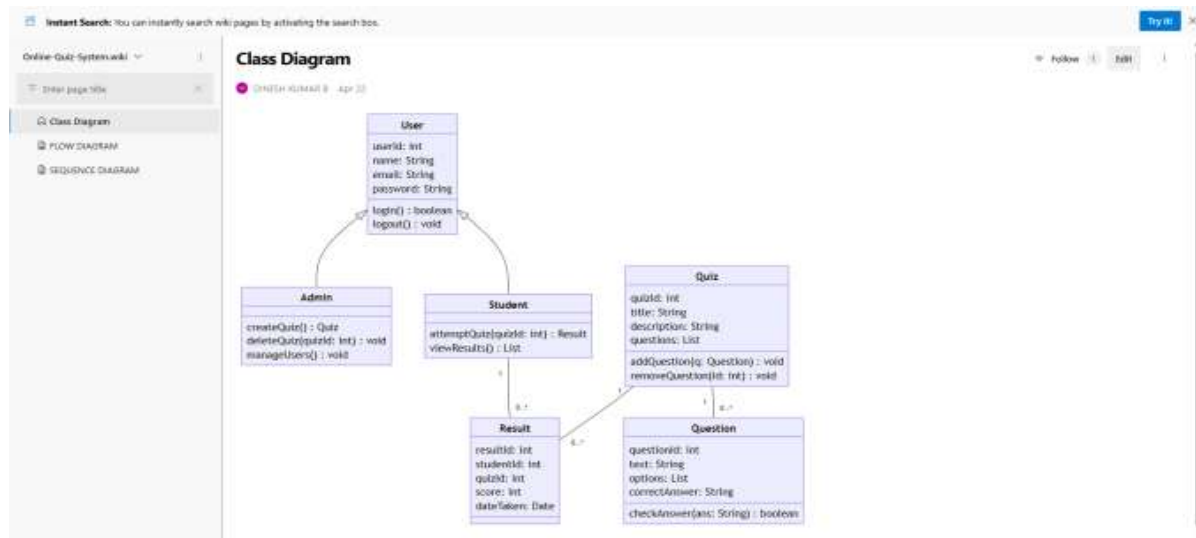 Instant Search: You can instantly search wiki pages by activating the search box.
Try it!
Online-Quiz-System.wiki
Enter page title
Class Diagram
FLOW DIAGRAM
SEQUENCE DIAGRAM
Class Diagram
Follow 1 Edit
DINESH KUMAR B Apr 22
User
userId: int
name: String
email: String
password: String
login() : boolean
logout() : void
Admin
createQuiz() : Quiz
deleteQuiz(quizId: int) : void
manageUsers() : void
Student
attemptQuiz(quizId: int) : Result
viewResults() : List
Quiz
quizId: int
title: String
description: String
questions: List
addQuestion(q: Question) : void
removeQuestion(id: int) : void
1
0..*
1
0..*
1
0..*
Result
resultId: int
studentId: int
quizId: int
score: int
dateTaken: Date
Question
questionId: int
text: String
options: List
correctAnswer: String
checkAnswer(ans: String) : boolean